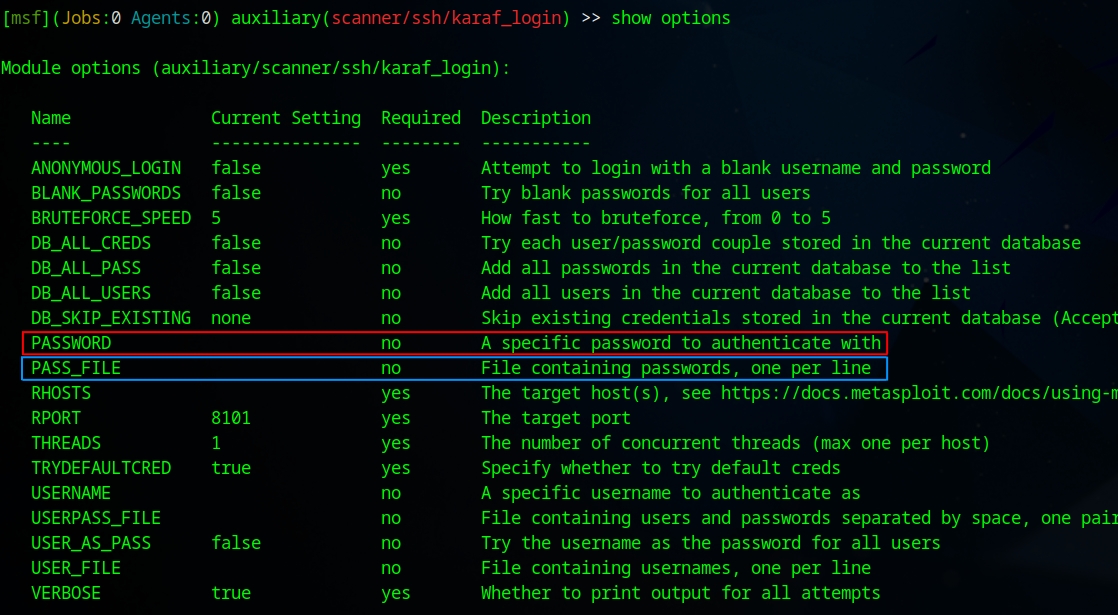 [msf](Jobs:0 Agents:0) auxiliary(scanner/ssh/karaf_login) >> show options
Module options (auxiliary/scanner/ssh/karaf_login):
Name Current Setting Required Description
---- --------------- -------- -----------
ANONYMOUS_LOGIN false yes Attempt to login with a blank username and password
BLANK_PASSWORDS false no Try blank passwords for all users
BRUTEFORCE_SPEED 5 yes How fast to bruteforce, from 0 to 5
DB_ALL_CREDS false no Try each user/password couple stored in the current database
DB_ALL_PASS false no Add all passwords in the current database to the list
DB_ALL_USERS false no Add all users in the current database to the list
DB_SKIP_EXISTING none no Skip existing credentials stored in the current database (Accept
PASSWORD no A specific password to authenticate with
PASS_FILE no File containing passwords, one per line
RHOSTS yes The target host(s), see https://docs.metasploit.com/docs/using-m
RPORT 8101 yes The target port
THREADS 1 yes The number of concurrent threads (max one per host)
TRYDEFAULTCRED true yes Specify whether to try default creds
USERNAME no A specific username to authenticate as
USERPASS_FILE no File containing users and passwords separated by space, one pair
USER_AS_PASS false no Try the username as the password for all users
USER_FILE no File containing usernames, one per line
VERBOSE true yes Whether to print output for all attempts